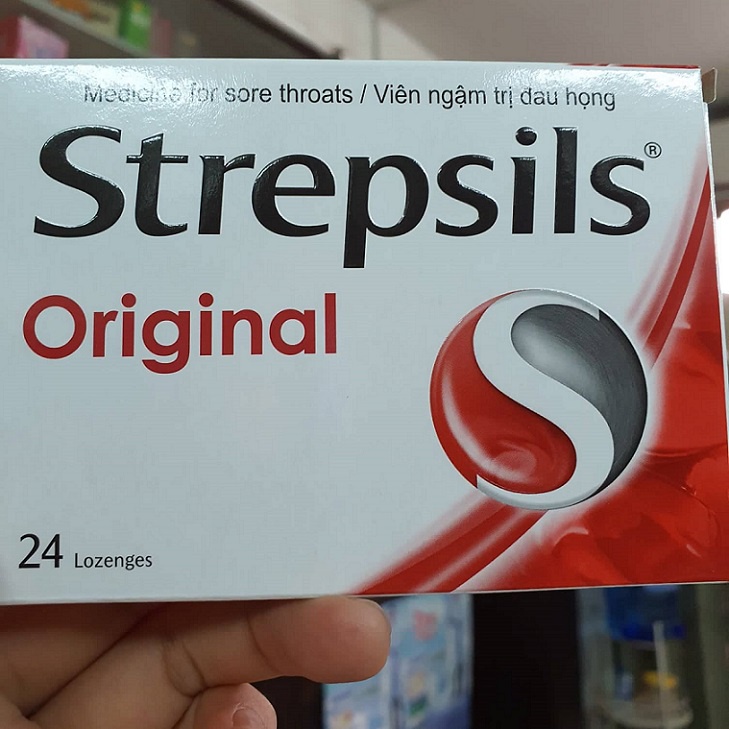 Medicine for sore throats / Viên ngậm trị đau họng
Strepsils®
Original
24 Lozenges